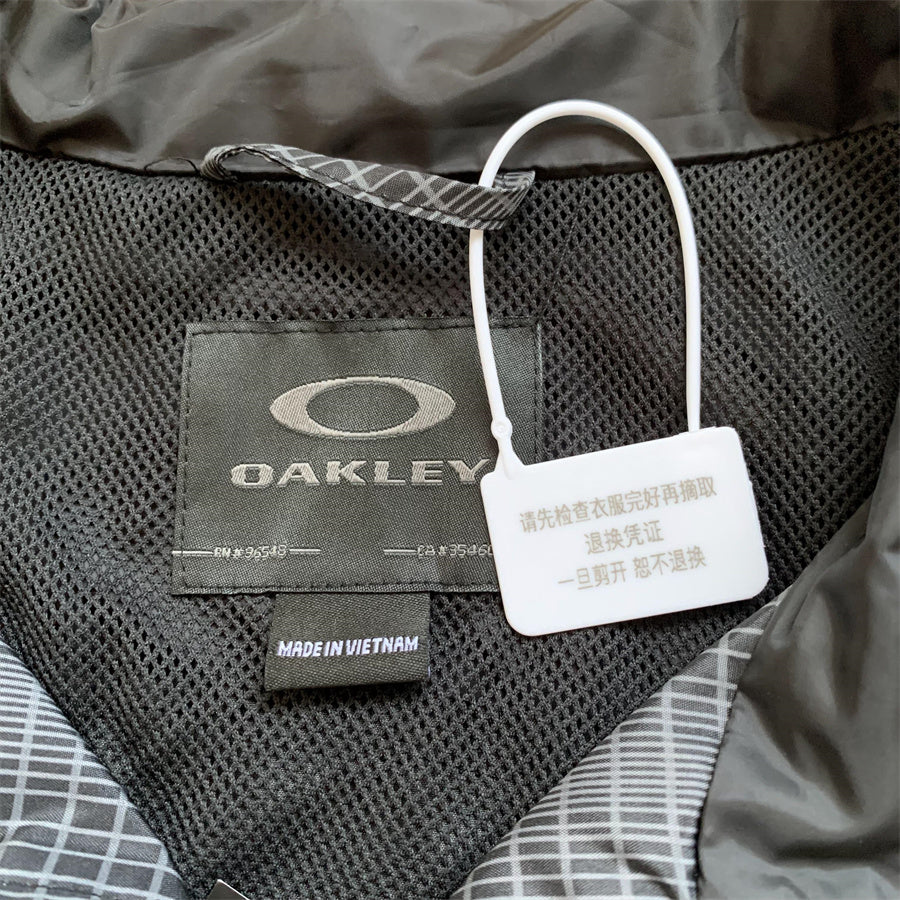 OAKLEY
RN#96548
CA#35466
MADE IN VIETNAM
请先检查衣服完好再摘取
退换凭证
一旦剪开 恕不退换